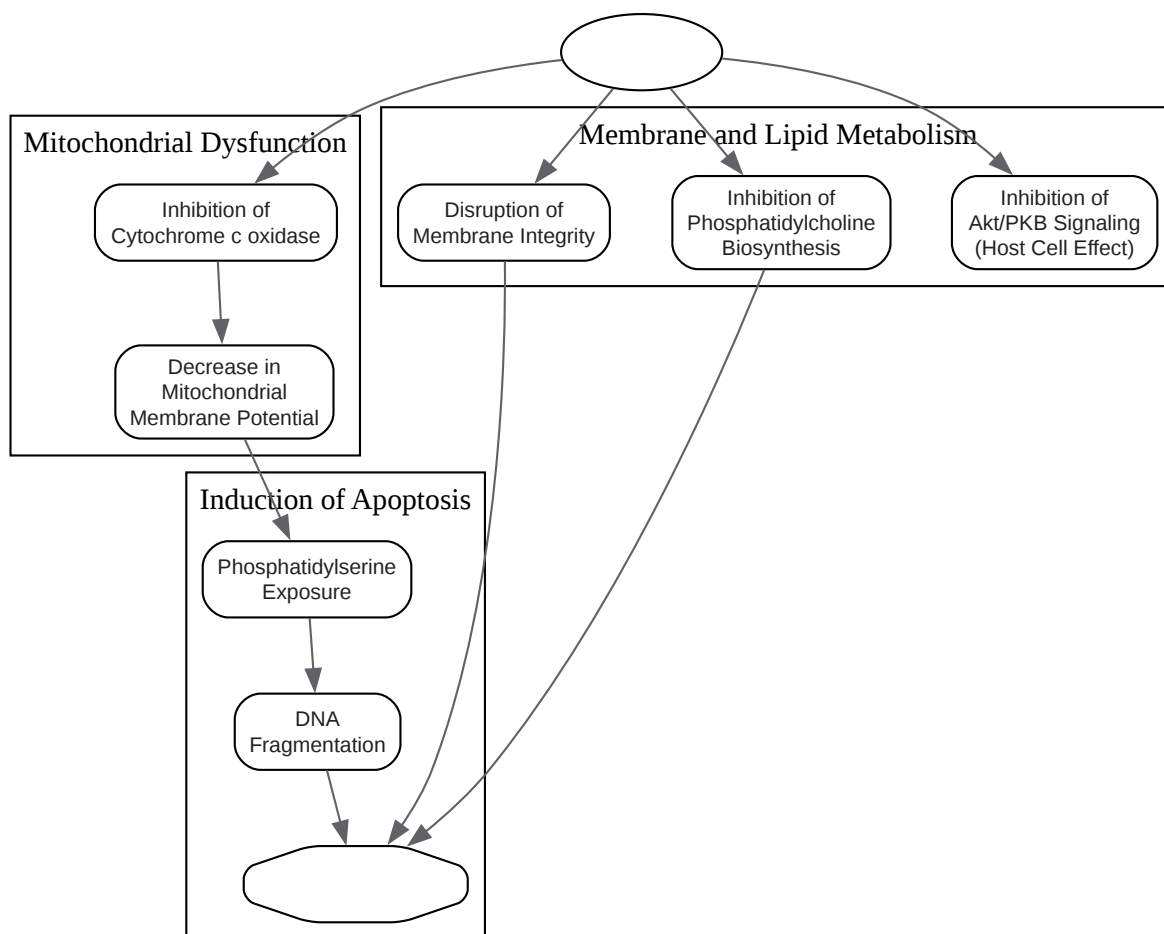 Mitochondrial Dysfunction
Inhibition of
Cytochrome c oxidase
Decrease in
Mitochondrial
Membrane Potential
Membrane and Lipid Metabolism
Disruption of
Membrane Integrity
Inhibition of
Phosphatidylcholine
Biosynthesis
Inhibition of
Akt/PKB Signaling
(Host Cell Effect)
Induction of Apoptosis
Phosphatidylserine
Exposure
DNA
Fragmentation